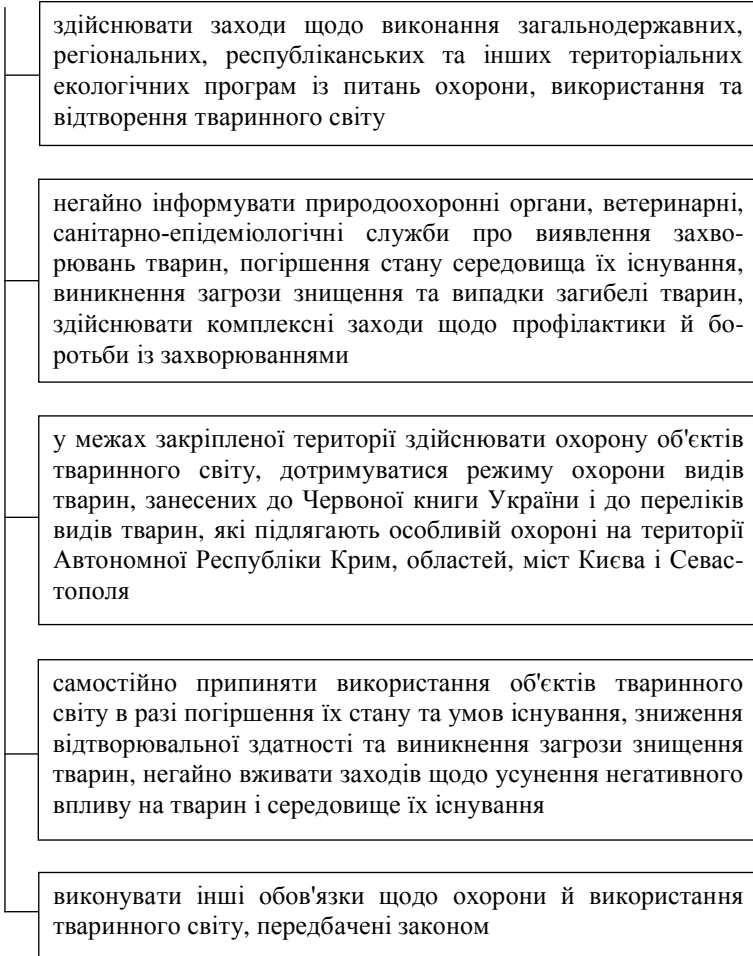 здійснювати заходи щодо виконання загальнодержавних,
регіональних, республіканських та інших територіальних
екологічних програм із питань охорони, використання та
відтворення тваринного світу
негайно інформувати природоохоронні органи, ветеринарні,
санітарно-епідеміологічні служби про виявлення захво-
рювань тварин, погіршення стану середовища їх існування,
виникнення загрози знищення та випадки загибелі тварин,
здійснювати комплексні заходи щодо профілактики й бо-
ротьби із захворюваннями
у межах закріпленої території здійснювати охорону об'єктів
тваринного світу, дотримуватися режиму охорони видів
тварин, занесених до Червоної книги України і до переліків
видів тварин, які підлягають особливій охороні на території
Автономної Республіки Крим, областей, міст Києва і Севас-
тополя
самостійно припиняти використання об'єктів тваринного
світу в разі погіршення їх стану та умов існування, зниження
відтворювальної здатності та виникнення загрози знищення
тварин, негайно вживати заходів щодо усунення негативного
впливу на тварин і середовище їх існування
виконувати інші обов'язки щодо охорони й використання
тваринного світу, передбачені законом